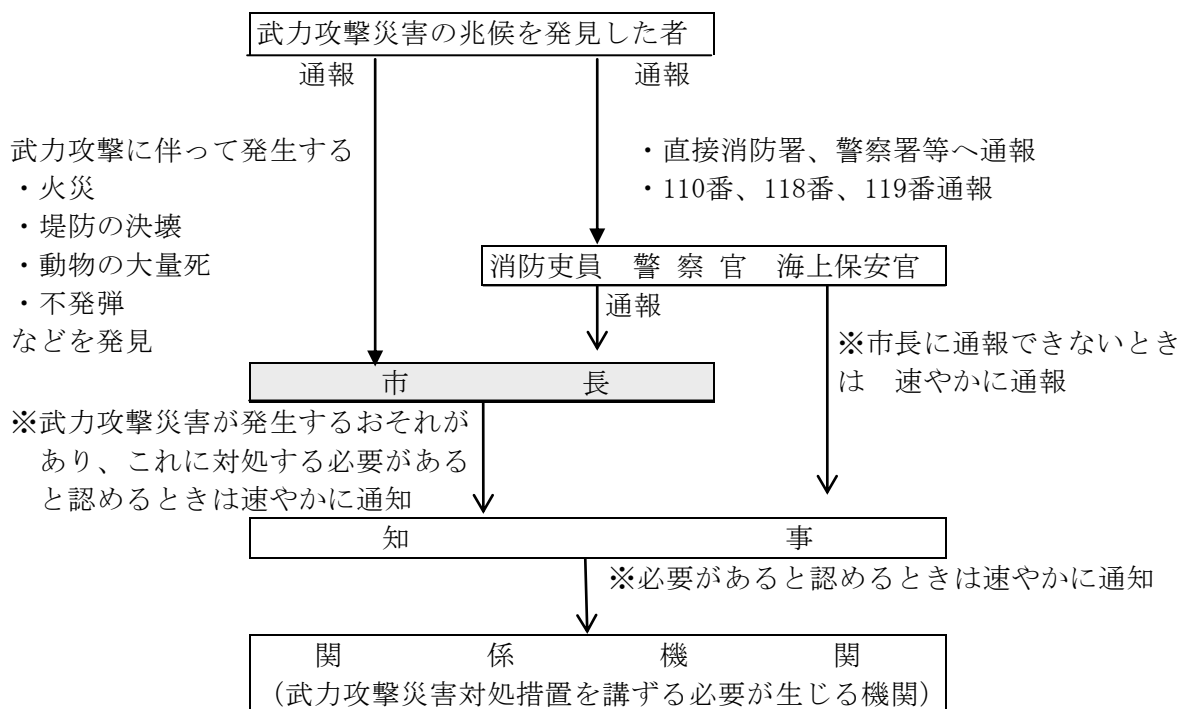 武力攻撃災害の兆候を発見した者
通報
通報
武力攻撃に伴って発生する
・火災
・堤防の決壊
・動物の大量死
・不発弾
などを発見
・直接消防署、警察署等へ通報
・110番、118番、119番通報
消防吏員 警 察 官 海上保安官
通報
※市長に通報できないとき
は 速やかに通報
市 長
※武力攻撃災害が発生するおそれが
あり、これに対処する必要がある
と認めるときは速やかに通知
知 事
※必要があると認めるときは速やかに通知
関 係 機 関
（武力攻撃災害対処措置を講ずる必要が生じる機関）